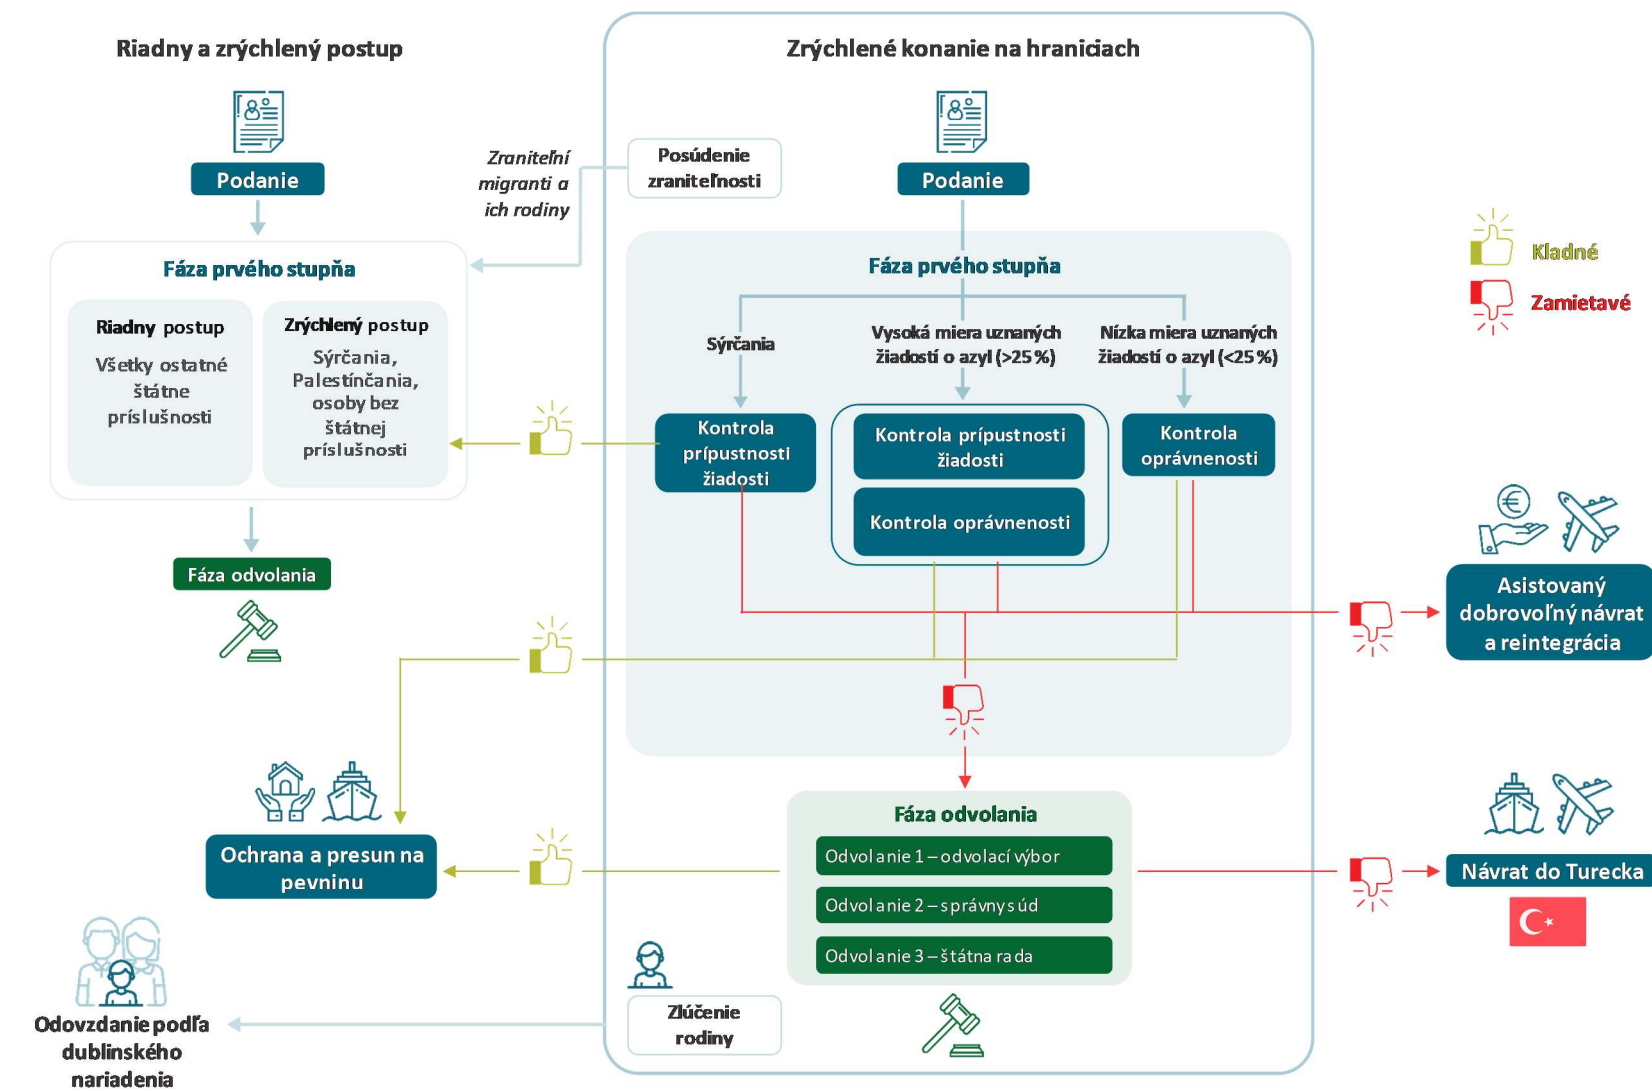 Riadny a zrýchlený postup
Podanie
Zraniteľní
migranti a
ich rodiny
Fáza prvého stupňa
Riadny postup
Všetky ostatné
štátne
príslušnosti
Zrýchlený postup
Sýrčania,
Palestínčania,
osoby bez
štátnej
príslušnosti
Fáza odvolania
Ochrana a presun na
pevninu
Odovzdanie podľa
dublinského
nariadenia
Zrýchlené konanie na hraniciach
Posúdenie
zraniteľnosti
Podanie
Fáza prvého stupňa
Sýrčania
Vysoká miera uznaných
žiadostí o azyl (>25 %)
Nízka miera uznaných
žiadostí o azyl (<25 %)
Kontrola
prípustnosti
žiadosti
Kontrola prípustnosti
žiadosti
Kontrola oprávnenosti
Kontrola
oprávnenosti
Fáza odvolania
Odvolanie 1 – odvolací výbor
Odvolanie 2 – správny súd
Odvolanie 3 – štátna rada
Zlúčenie
rodiny
Kladné
Zamietavé
Asistovaný
dobrovoľný návrat
a reintegrácia
Návrat do Turecka